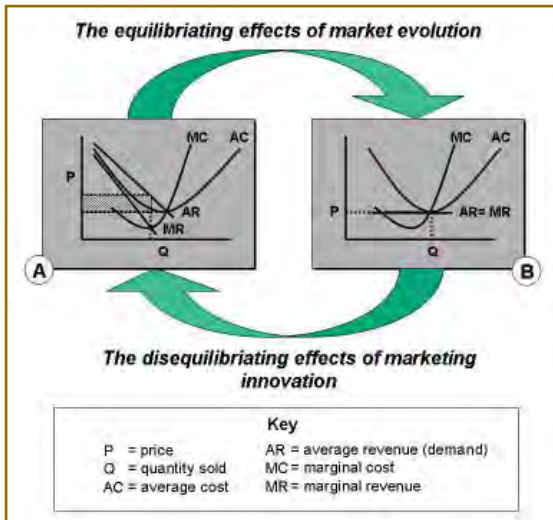 The equilibriating effects of market evolution
MC
AC
P
AR
MR
Q
A
MC
AC
P
AR= MR
Q
B
The disequilibriating effects of marketing
innovation
Key
P = price
AR = average revenue (demand)
Q = quantity sold
MC = marginal cost
AC = average cost
MR = marginal revenue